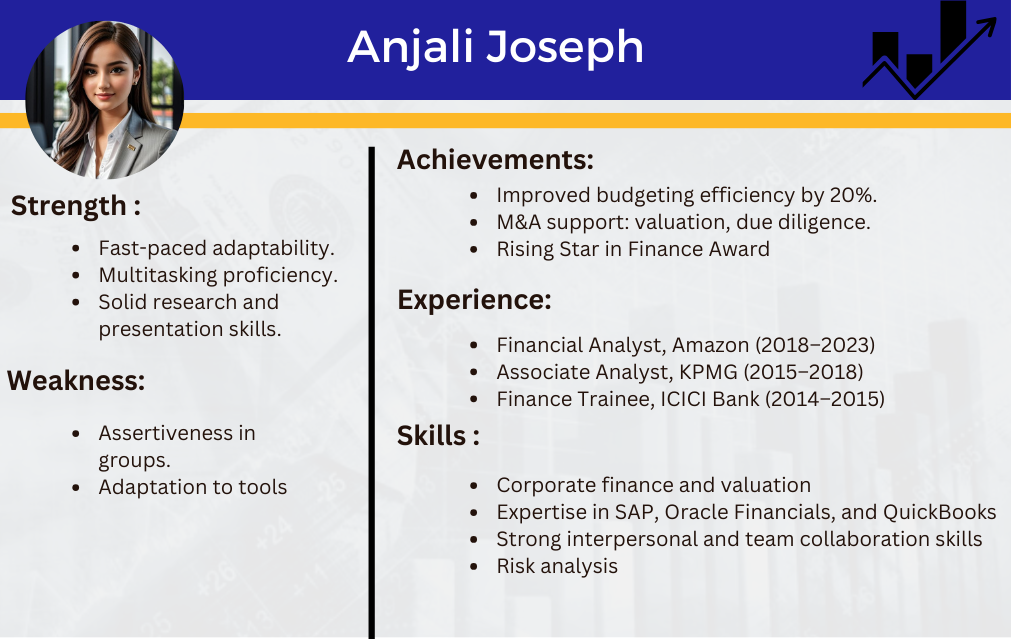 Anjali Joseph
Strength :
• Fast-paced adaptability.
• Multitasking proficiency.
• Solid research and
presentation skills.
Weakness:
• Assertiveness in
groups.
• Adaptation to tools
Achievements:
• Improved budgeting efficiency by 20%.
• M&A support: valuation, due diligence.
• Rising Star in Finance Award
Experience:
• Financial Analyst, Amazon (2018–2023)
• Associate Analyst, KPMG (2015–2018)
• Finance Trainee, ICICI Bank (2014–2015)
Skills :
• Corporate finance and valuation
• Expertise in SAP, Oracle Financials, and QuickBooks
• Strong interpersonal and team collaboration skills
• Risk analysis